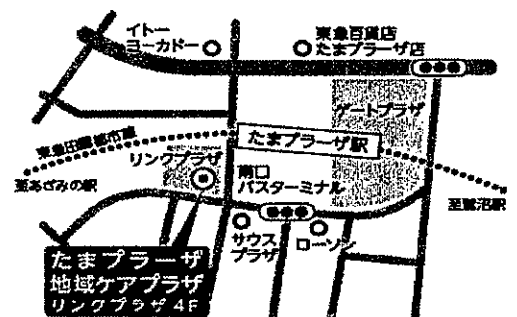 イトー
ヨーカドー
東急百貨店
たまプラーザ店
ゲートプラザ
東急田園都市線
たまプラーザ駅
リンクプラザ
至あざみの駅
南口
バスターミナル
至鷺沼駅
サウス
プラザ
ローソン
たまプラーザ
地域ケアプラザ
リンクプラザ4F